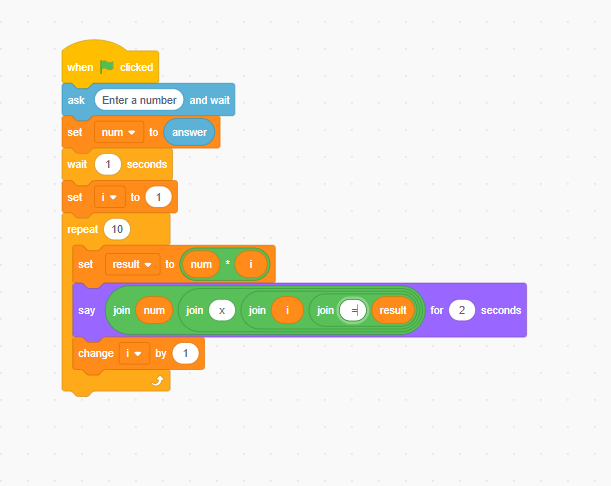 when clicked
ask Enter a number and wait
set num to answer
wait 1 seconds
set i to 1
repeat 10
set result to num * i
say join num join x join i join = result for 2 seconds
change i by 1